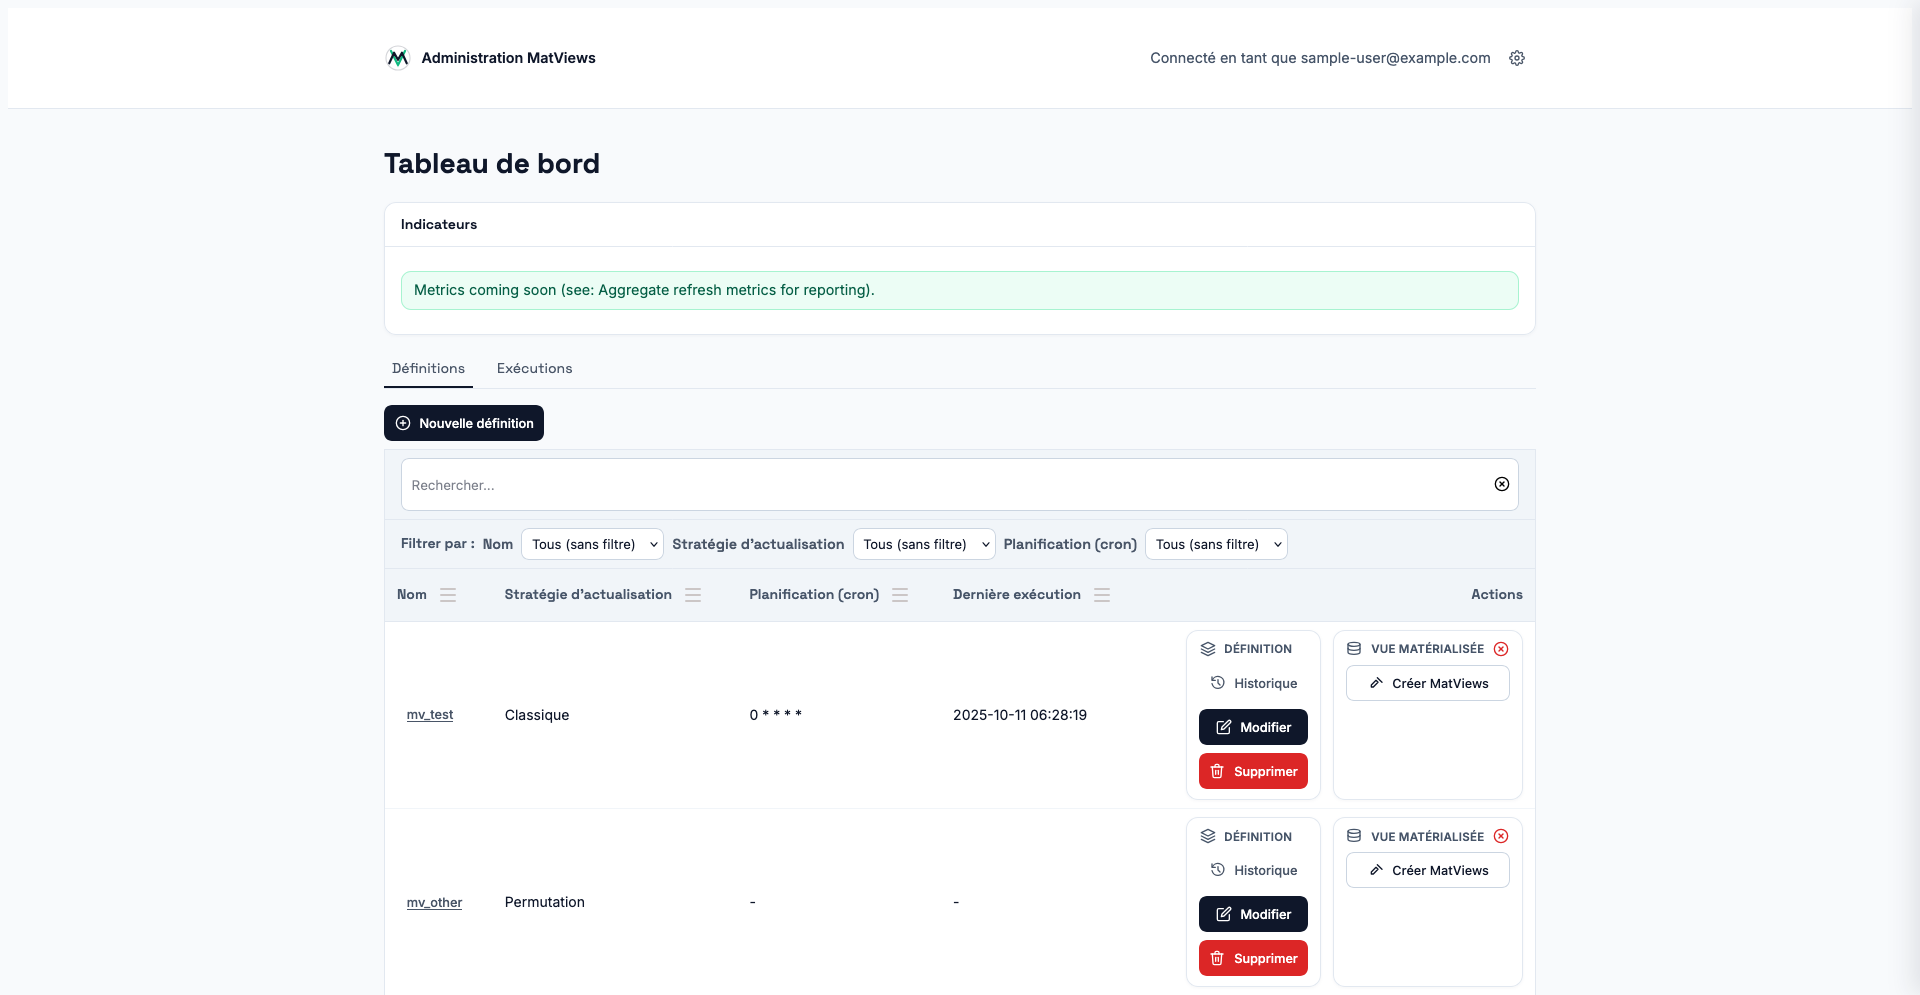 Administration MatViews
Connecté en tant que sample-user@example.com
Tableau de bord
Indicateurs
Metrics coming soon (see: Aggregate refresh metrics for reporting).
Définitions Exécutions
Nouvelle définition
Rechercher...
Filtrer par : Nom Tous (sans filtre) Stratégie d'actualisation Tous (sans filtre) Planification (cron) Tous (sans filtre)
Nom Stratégie d'actualisation Planification (cron) Dernière exécution Actions
mv_test Classique 0 * * * * 2025-10-11 06:28:19
DÉFINITION
Historique
Modifier
Supprimer
VUE MATÉRIALISÉE
Créer MatViews
mv_other Permutation - -
DÉFINITION
Historique
Modifier
Supprimer
VUE MATÉRIALISÉE
Créer MatViews